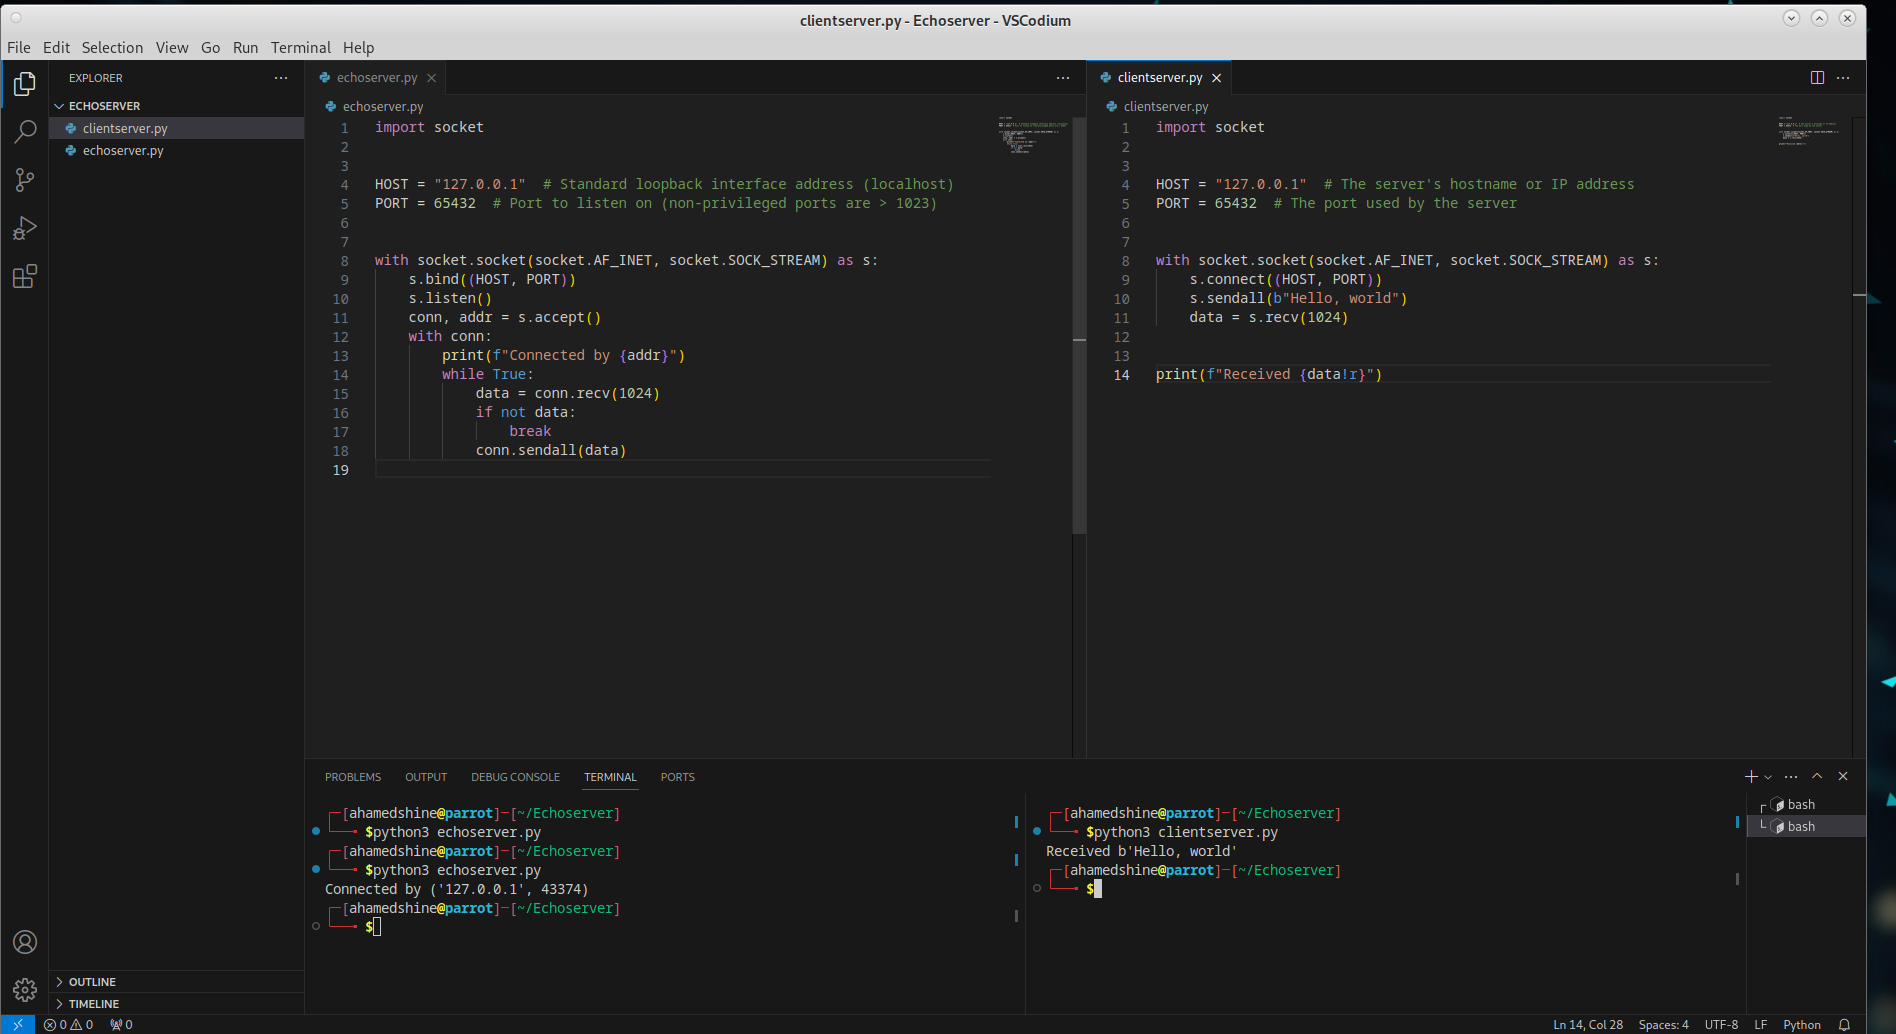 clientserver.py - Echoserver - VSCodium
File Edit Selection View Go Run Terminal Help
EXPLORER
ECHOSERVER
clientserver.py
echoserver.py
OUTLINE
TIMELINE
echoserver.py
echoserver.py
1 import socket
2
3
4 HOST = "127.0.0.1"  # Standard loopback interface address (localhost)
5 PORT = 65432  # Port to listen on (non-privileged ports are > 1023)
6
7
8 with socket.socket(socket.AF_INET, socket.SOCK_STREAM) as s:
9     s.bind((HOST, PORT))
10     s.listen()
11     conn, addr = s.accept()
12     with conn:
13         print(f"Connected by {addr}")
14         while True:
15             data = conn.recv(1024)
16             if not data:
17                 break
18             conn.sendall(data)
19
clientserver.py
clientserver.py
1 import socket
2
3
4 HOST = "127.0.0.1"  # The server's hostname or IP address
5 PORT = 65432  # The port used by the server
6
7
8 with socket.socket(socket.AF_INET, socket.SOCK_STREAM) as s:
9     s.connect((HOST, PORT))
10     s.sendall(b"Hello, world")
11     data = s.recv(1024)
12
13
14 print(f"Received {data!r}")
PROBLEMS OUTPUT DEBUG CONSOLE TERMINAL PORTS
┌─[ahamedshine@parrot]─[~/Echoserver]
└──╼ $python3 echoserver.py
┌─[ahamedshine@parrot]─[~/Echoserver]
└──╼ $python3 echoserver.py
Connected by ('127.0.0.1', 43374)
┌─[ahamedshine@parrot]─[~/Echoserver]
└──╼ $
┌─[ahamedshine@parrot]─[~/Echoserver]
└──╼ $python3 clientserver.py
Received b'Hello, world'
┌─[ahamedshine@parrot]─[~/Echoserver]
└──╼ $
bash
bash
0 0 0
Ln 14, Col 28 Spaces: 4 UTF-8 LF Python